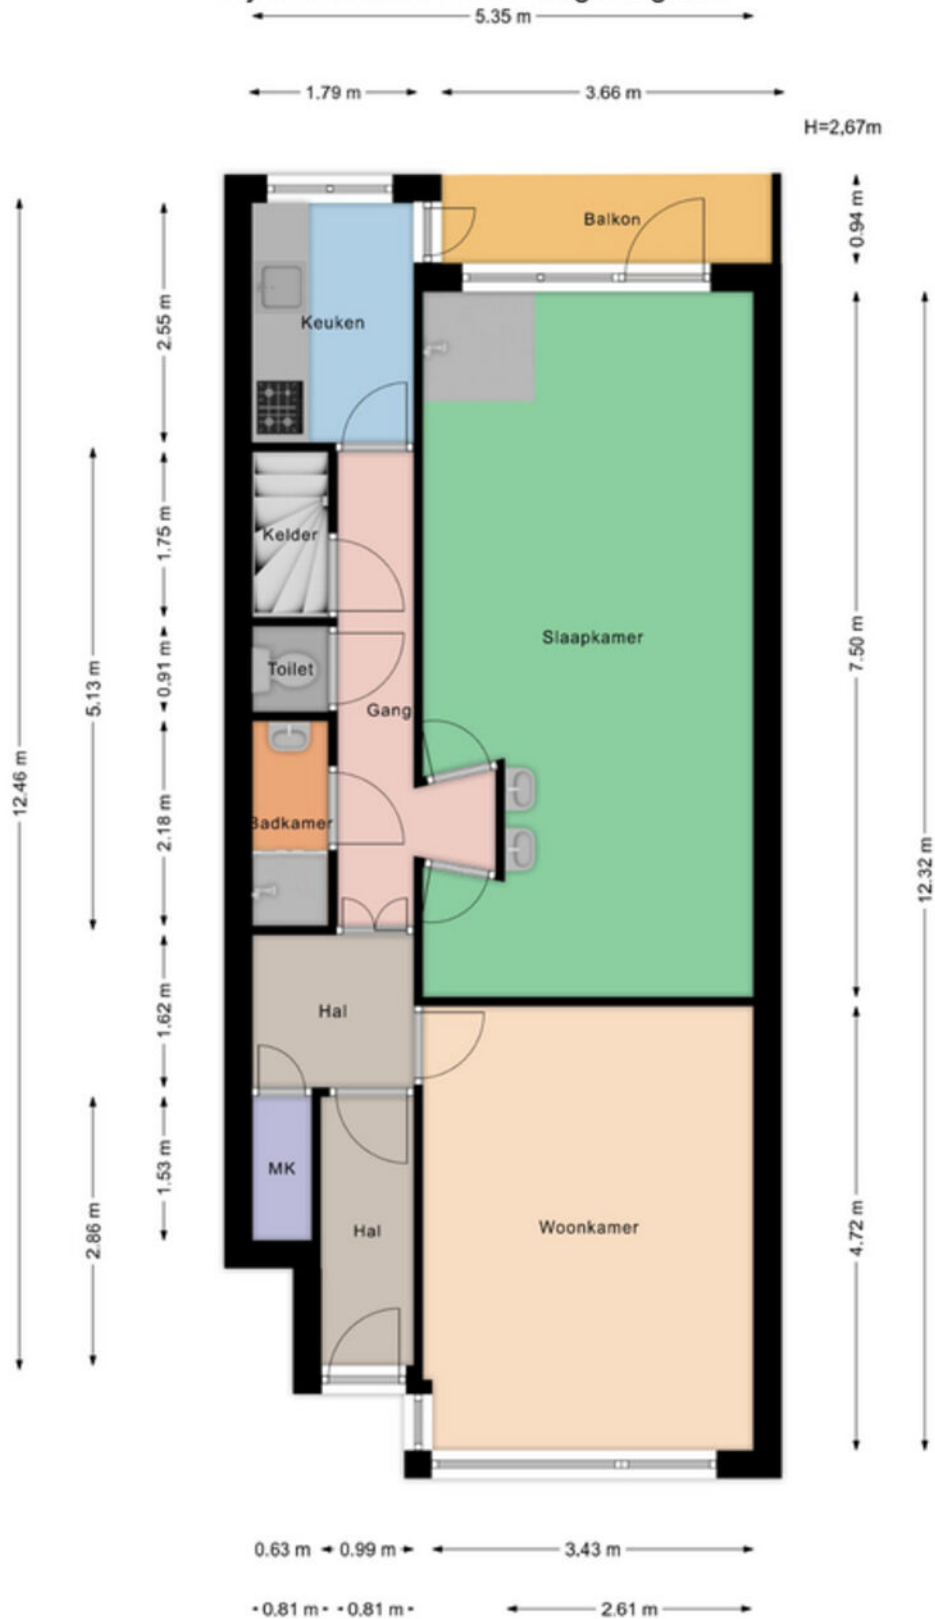 5.35 m
1.79 m
3.66 m
H=2,67m
0.94 m
Balkon
2.55 m
Keuken
1.75 m
Kelder
Slaapkamer
7.50 m
0.91 m
Toilet
5.13 m
Gang
12.46 m
2.18 m
Badkamer
12.32 m
1.62 m
Hal
1.53 m
MK
2.86 m
Hal
Woonkamer
4.72 m
0.63 m
0.99 m
3.43 m
0.81 m
0.81 m
2.61 m